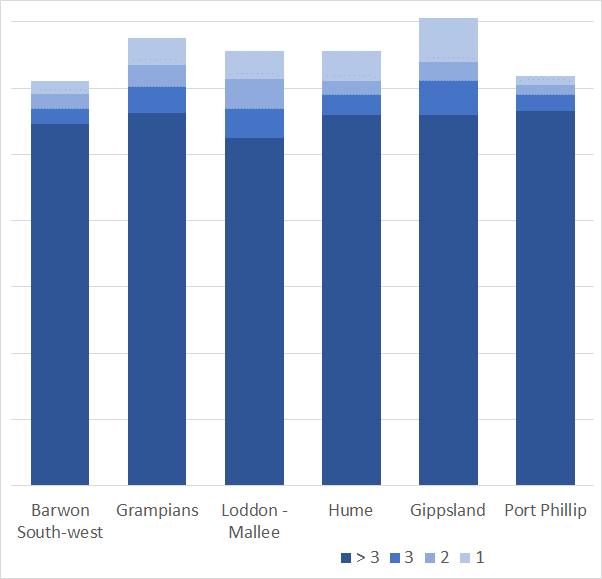 Barwon South-west
Grampians
Loddon - Mallee
Hume
Gippsland
Port Phillip
> 3
3
2
1